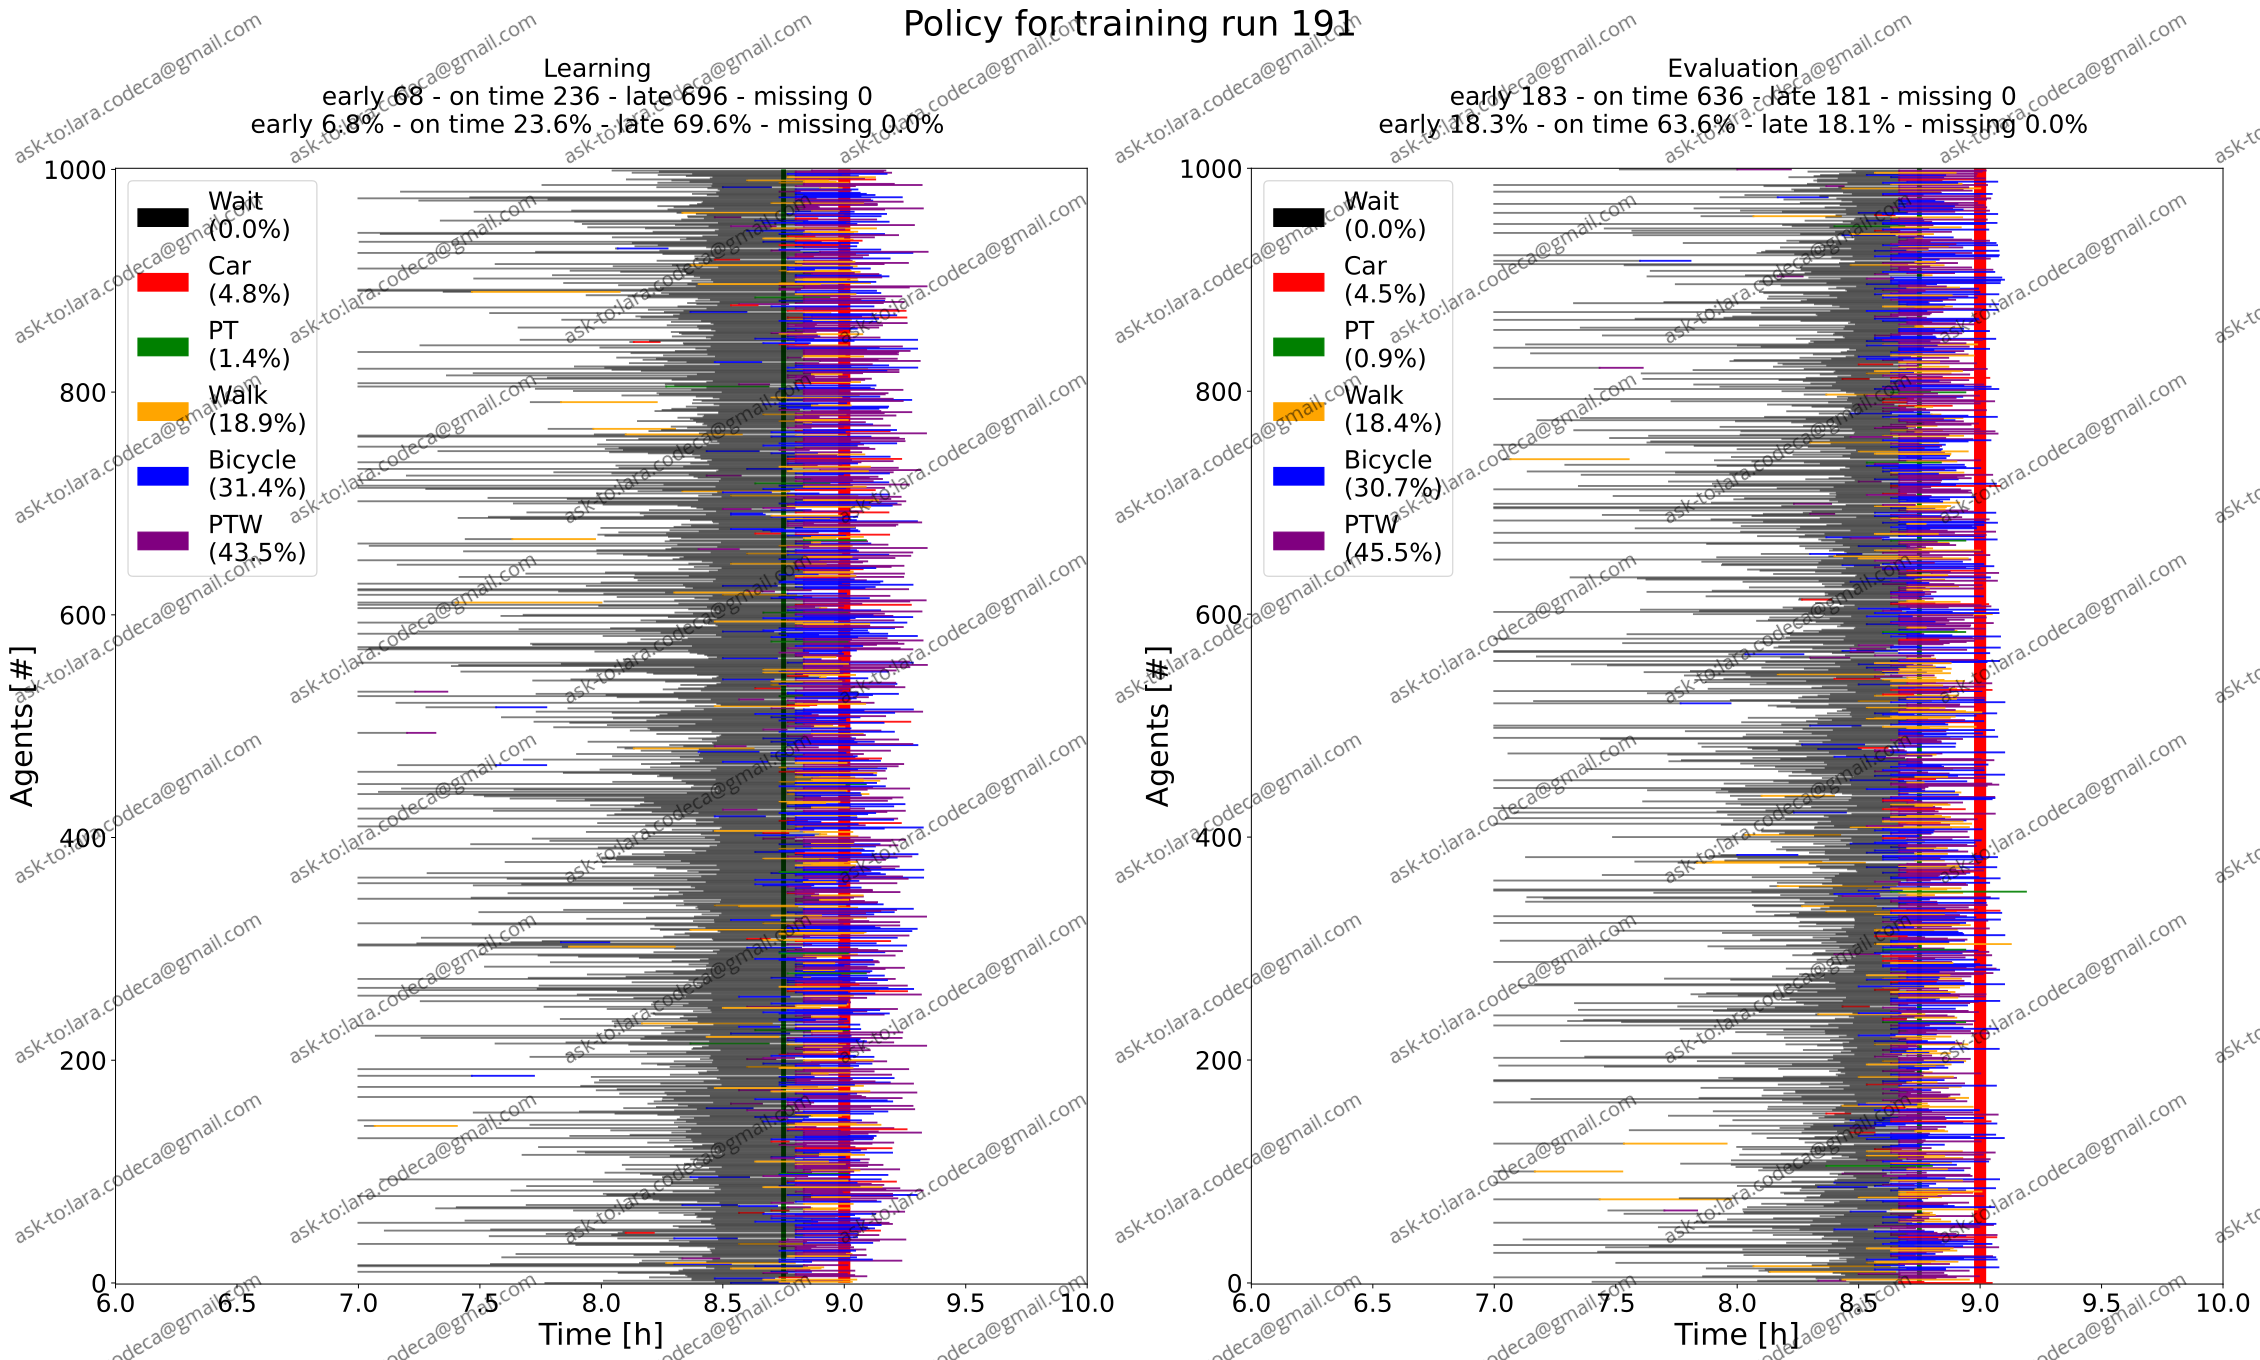 Policy for training run 191
Learning
early 68 - on time 236 - late 696 - missing 0
early 6.8% - on time 23.6% - late 69.6% - missing 0.0%
1000
800
600
400
200
0
Agents [#]
Wait
(0.0%)
Car
(4.8%)
PT
(1.4%)
Walk
(18.9%)
Bicycle
(31.4%)
PTW
(43.5%)
6.0 6.5 7.0 7.5 8.0 8.5 9.0 9.5 10.0
Time [h]
Evaluation
early 183 - on time 636 - late 181 - missing 0
early 18.3% - on time 63.6% - late 18.1% - missing 0.0%
1000
800
600
400
200
0
Agents [#]
Wait
(0.0%)
Car
(4.5%)
PT
(0.9%)
Walk
(18.4%)
Bicycle
(30.7%)
PTW
(45.5%)
6.0 6.5 7.0 7.5 8.0 8.5 9.0 9.5 10.0
Time [h]
ask-to:lara.codeca@gmail.com